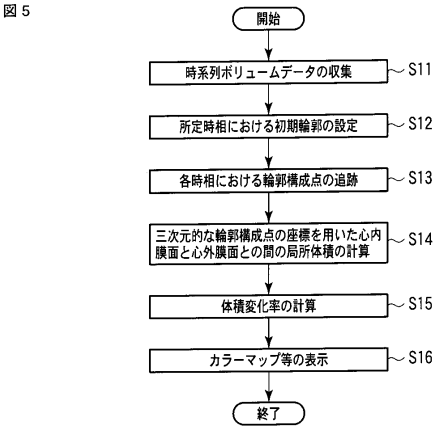 図５
開始
時系列ボリュームデータの収集
S11
所定時相における初期輪郭の設定
S12
各時相における輪郭構成点の追跡
S13
三次元的な輪郭構成点の座標を用いた心内
膜面と心外膜面との間の局所体積の計算
S14
体積変化率の計算
S15
カラーマップ等の表示
S16
終了